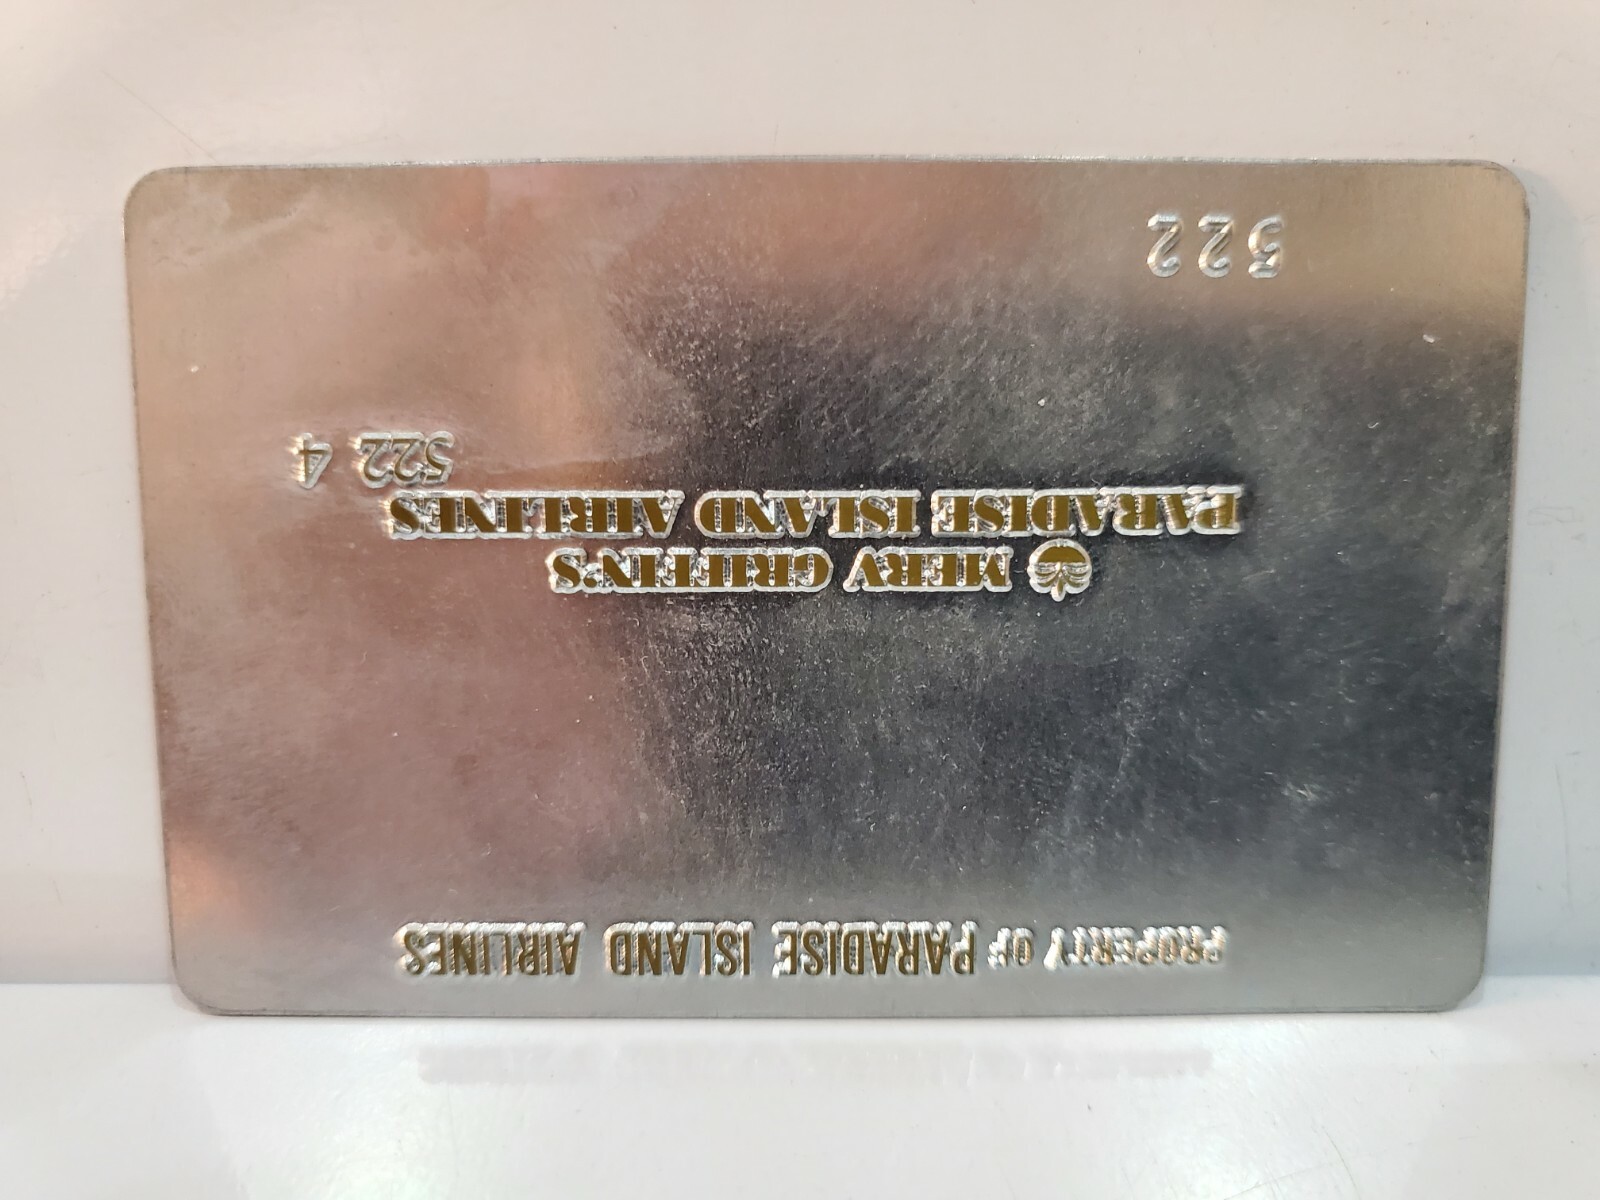 PROPERTY OF PARADISE ISLAND AIRLINES
MERV GRIFFIN'S
PARADISE ISLAND AIRLINES
522 4
522